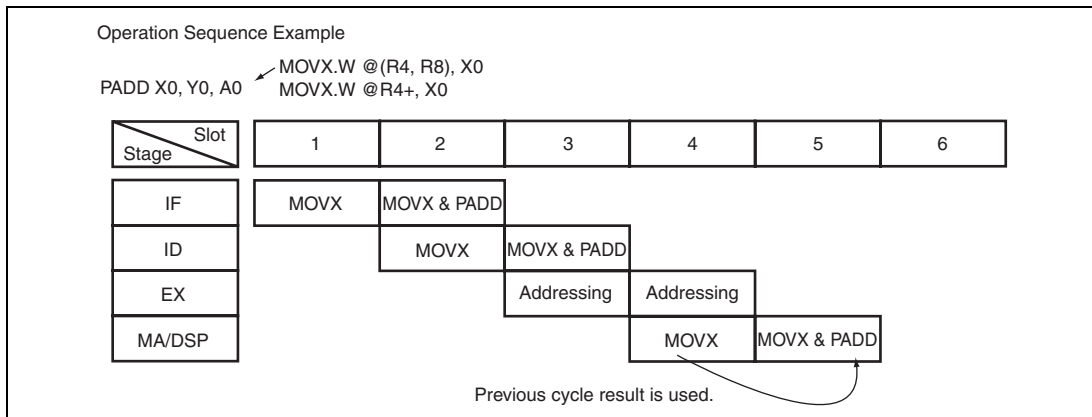 Operation Sequence Example
MOVX.W @(R4, R8), X0
PADD X0, Y0, A0 MOVX.W @R4+, X0
Slot
Stage
1 2 3 4 5 6
IF MOVX MOVX & PADD
ID MOVX MOVX & PADD
EX Addressing Addressing
MA/DSP MOVX MOVX & PADD
Previous cycle result is used.